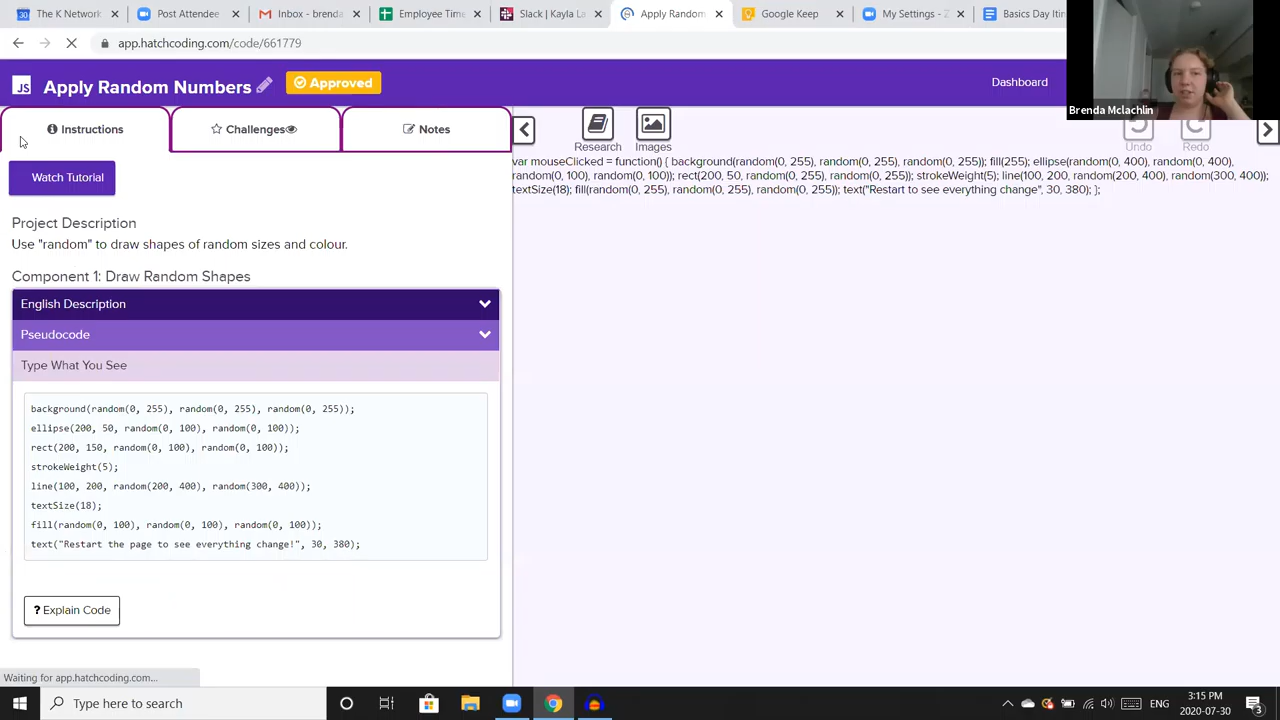 The K Network
Post Attendee
Inbox - brenda
Employee Time
Slack | Kayla La
Apply Random
Google Keep
My Settings - Z
Basics Day Itin
app.hatchcoding.com/code/661779
JS Apply Random Numbers Approved
Dashboard
Brenda Mclachlin
Instructions
Challenges
Notes
Research
Images
Undo
Redo
Watch Tutorial
var mouseClicked = function() { background(random(0, 255), random(0, 255), random(0, 255)); fill(255); ellipse(random(0, 400), random(0, 400),
random(0, 100), random(0, 100)); rect(200, 50, random(0, 255), random(0, 255)); strokeWeight(5); line(100, 200, random(200, 400), random(300, 400));
textSize(18); fill(random(0, 255), random(0, 255), random(0, 255)); text("Restart to see everything change", 30, 380); };
Project Description
Use "random" to draw shapes of random sizes and colour.
Component 1: Draw Random Shapes
English Description
Pseudocode
Type What You See
background(random(0, 255), random(0, 255), random(0, 255));
ellipse(200, 50, random(0, 100), random(0, 100));
rect(200, 150, random(0, 100), random(0, 100));
strokeWeight(5);
line(100, 200, random(200, 400), random(300, 400));
textSize(18);
fill(random(0, 100), random(0, 100), random(0, 100));
text("Restart the page to see everything change!", 30, 380);
? Explain Code
Waiting for app.hatchcoding.com...
Type here to search
ENG
3:15 PM
2020-07-30
3